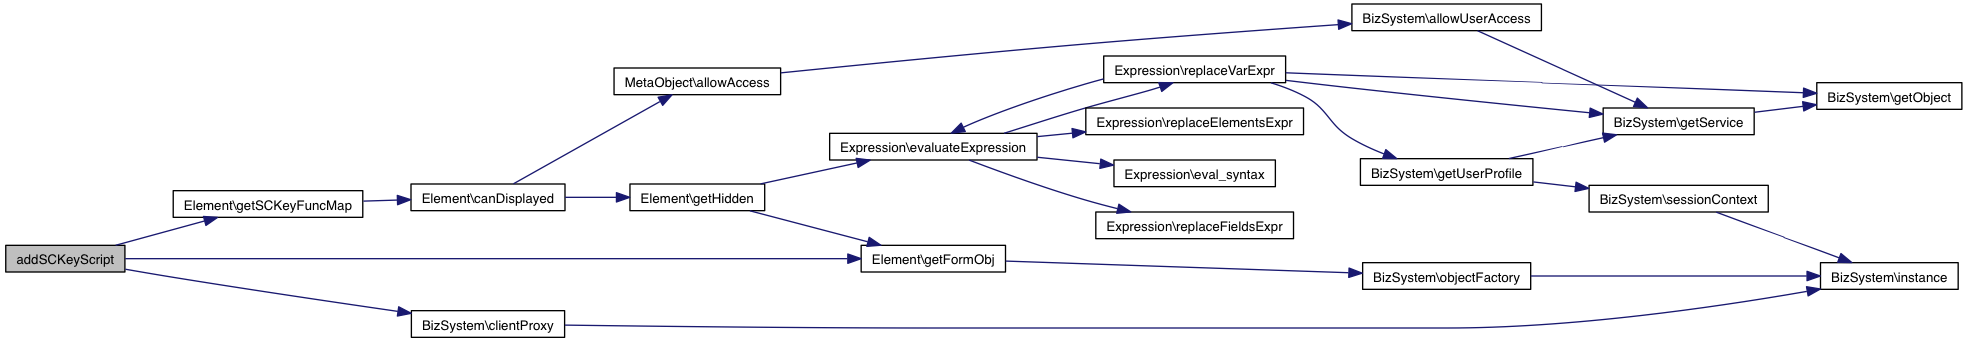 BizSystem\allowUserAccess
Expression\replaceVarExpr
MetaObject\allowAccess
BizSystem\getObject
Expression\replaceElementsExpr
BizSystem\getService
Expression\evaluateExpression
Expression\eval_syntax
BizSystem\getUserProfile
Element\getSCKeyFuncMap
Element\canDisplayed
Element\getHidden
BizSystem\sessionContext
Expression\replaceFieldsExpr
addSCKeyScript
Element\getFormObj
BizSystem\objectFactory
BizSystem\instance
BizSystem\clientProxy